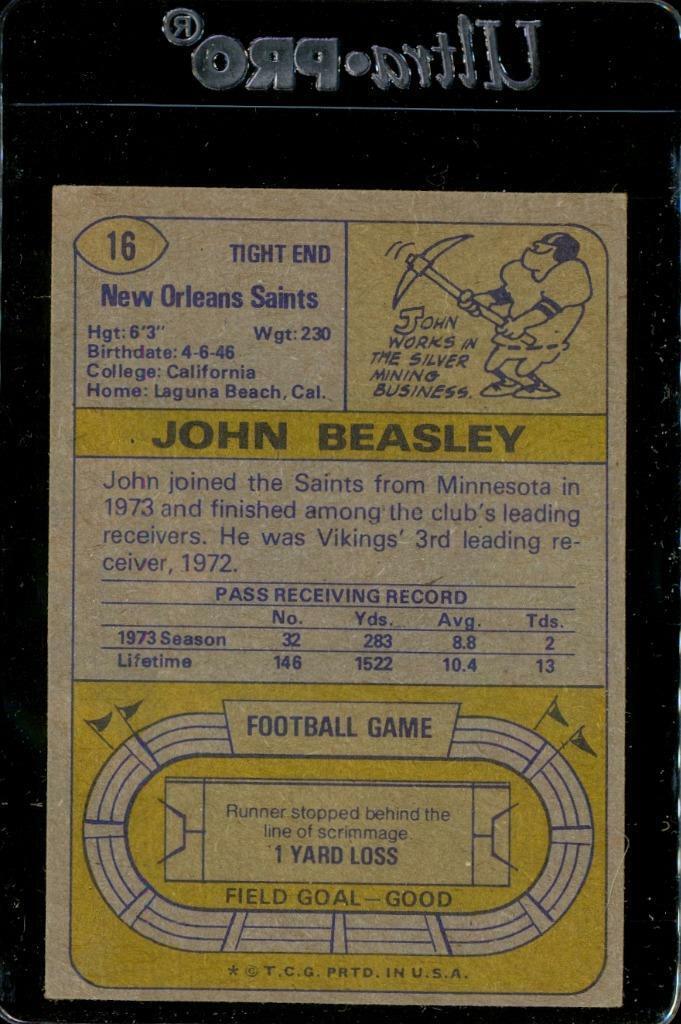 Ultra•PRO®
16
TIGHT END
New Orleans Saints
Hgt: 6'3" Wgt: 230
Birthdate: 4-6-46
College: California
Home: Laguna Beach, Cal.
JOHN
WORKS IN
THE SILVER
MINING
BUSINESS.
JOHN BEASLEY
John joined the Saints from Minnesota in
1973 and finished among the club's leading
receivers. He was Vikings' 3rd leading re-
ceiver, 1972.
PASS RECEIVING RECORD
No. Yds. Avg. Tds.
1973 Season 32 283 8.8 2
Lifetime 146 1522 10.4 13
FOOTBALL GAME
Runner stopped behind the
line of scrimmage.
1 YARD LOSS
FIELD GOAL—GOOD
* © T.C.G. PRTD. IN U.S.A.